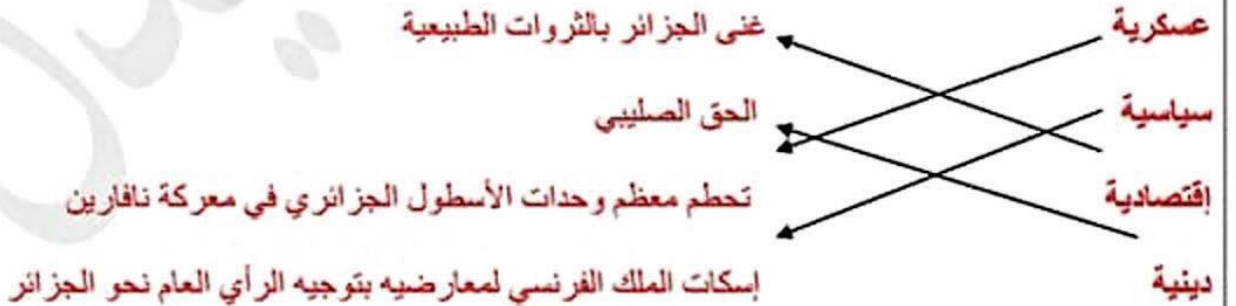 عسكرية غنى الجزائر بالثروات الطبيعية
سياسية الحق الصليبي
إقتصادية تحطم معظم وحدات الأسطول الجزائري في معركة نافارين
دينية إسكات الملك الفرنسي لمعارضيه بتوجيه الرأي العام نحو الجزائر